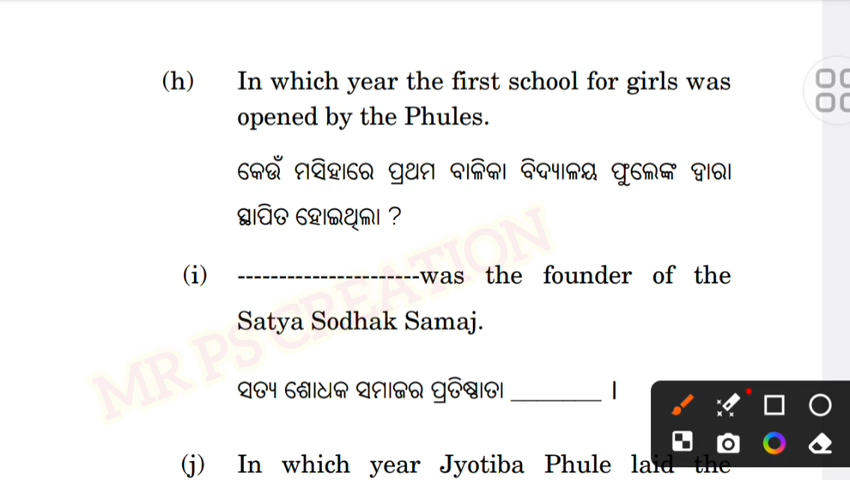 (h) In which year the first school for girls was
opened by the Phules.
କେଉଁ ମସିହାରେ ପ୍ରଥମ ବାଳିକା ବିଦ୍ୟାଳୟ ଫୁଲେଙ୍କ ଦ୍ୱାରା
ସ୍ଥାପିତ ହୋଇଥିଲା ?
(i) ----------------------was the founder of the
Satya Sodhak Samaj.
ସତ୍ୟ ଶୋଧକ ସମାଜର ପ୍ରତିଷ୍ଠାତା ________ ।
(j) In which year Jyotiba Phule laid the
MR PS CREATION